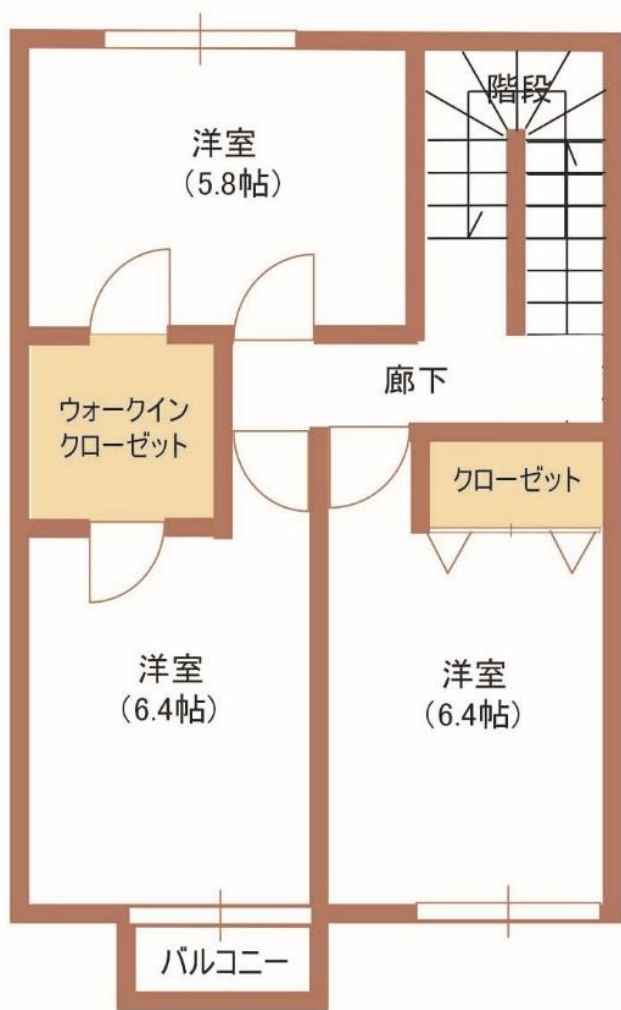 階段
洋室
（5.8帖）
廊下
ウォークイン
クローゼット
クローゼット
洋室
（6.4帖）
洋室
（6.4帖）
バルコニー